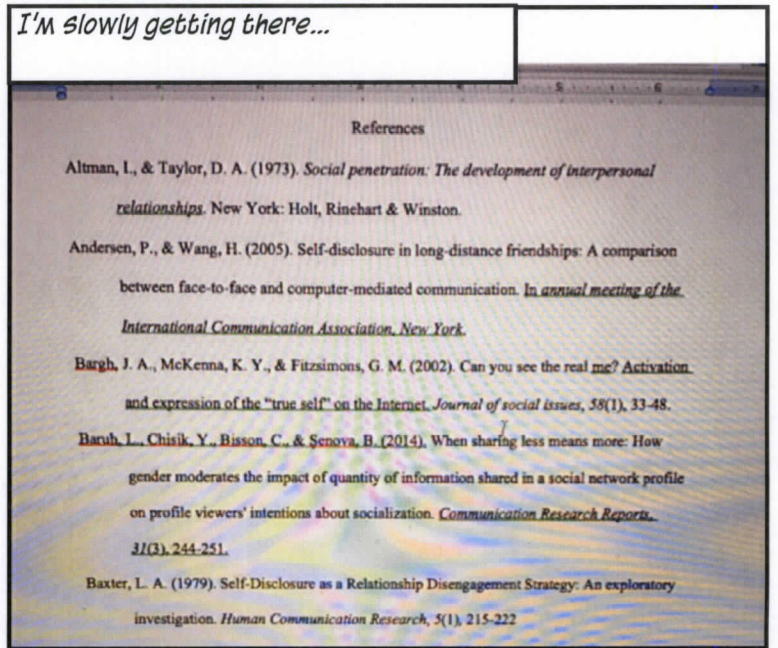 I'm slowly getting there...
5
6
References
Altman, I., & Taylor, D. A. (1973). Social penetration: The development of interpersonal
relationships. New York: Holt, Rinehart & Winston.
Andersen, P., & Wang, H. (2005). Self-disclosure in long-distance friendships: A comparison
between face-to-face and computer-mediated communication. In annual meeting of the
International Communication Association, New York.
Bargh, J. A., McKenna, K. Y., & Fitzsimons, G. M. (2002). Can you see the real me? Activation
and expression of the "true self" on the Internet. Journal of social issues, 58(1), 33-48.
Baruh, L., Chisik, Y., Bisson, C., & Şenova, B. (2014). When sharing less means more: How
gender moderates the impact of quantity of information shared in a social network profile
on profile viewers' intentions about socialization. Communication Research Reports,
31(3), 244-251.
Baxter, L. A. (1979). Self-Disclosure as a Relationship Disengagement Strategy: An exploratory
investigation. Human Communication Research, 5(1), 215-222